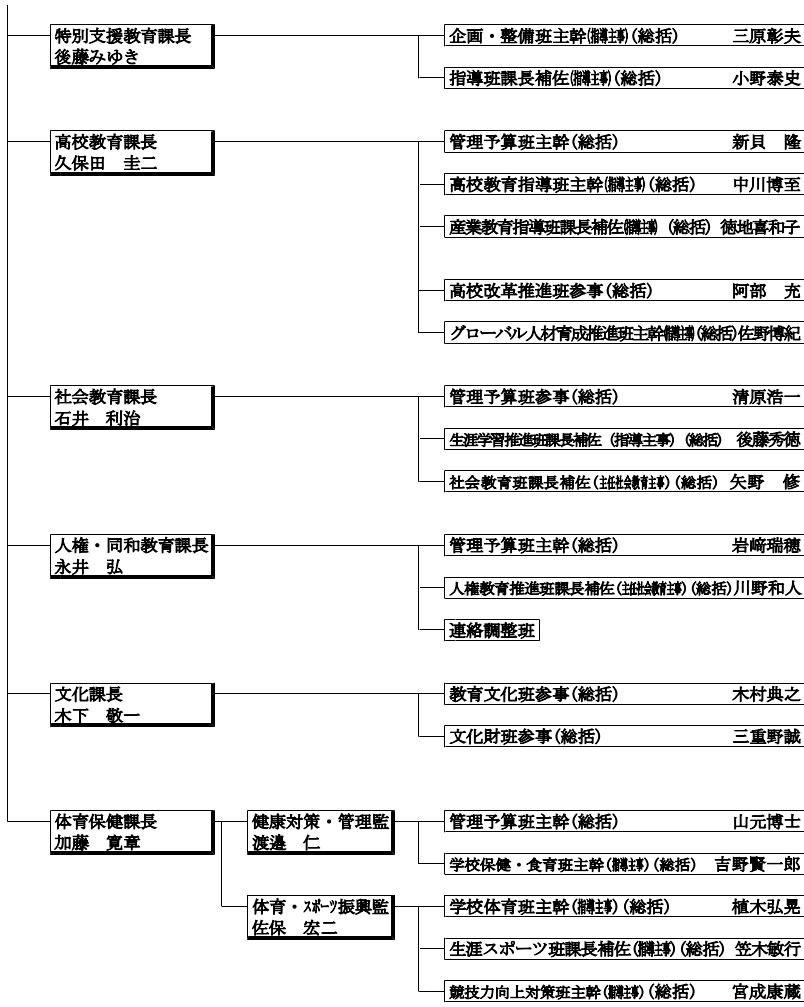 特別支援教育課長
後藤みゆき
企画・整備班主幹(指導主事)(総括) 三原彰夫
指導班課長補佐(指導主事)(総括) 小野泰史
高校教育課長
久保田 圭二
管理予算班主幹(総括) 新貝 隆
高校教育指導班主幹(指導主事)(総括) 中川博至
産業教育指導班課長補佐(指導主事) (総括) 徳地喜和子
高校改革推進班参事(総括) 阿部 充
グローバル人材育成推進班主幹(指導主事)(総括)佐野博紀
社会教育課長
石井 利治
管理予算班参事(総括) 清原浩一
生涯学習推進班課長補佐 (指導主事) (総括) 後藤秀徳
社会教育班課長補佐(主任社会教育主事)(総括) 矢野 修
人権・同和教育課長
永井 弘
管理予算班主幹(総括) 岩﨑瑞穂
人権教育推進班課長補佐(主任社会教育主事)(総括)川野和人
連絡調整班
文化課長
木下 敬一
教育文化班参事(総括) 木村典之
文化財班参事(総括) 三重野誠
体育保健課長
加藤 寛章
健康対策・管理監
渡邉 仁
管理予算班主幹(総括) 山元博士
学校保健・食育班主幹(指導主事)(総括) 吉野賢一郎
体育・スポーツ振興監
佐保 宏二
学校体育班主幹(指導主事)(総括) 植木弘晃
生涯スポーツ班課長補佐(指導主事)(総括) 笠木敏行
競技力向上対策班主幹(指導主事)(総括) 宮成康蔵